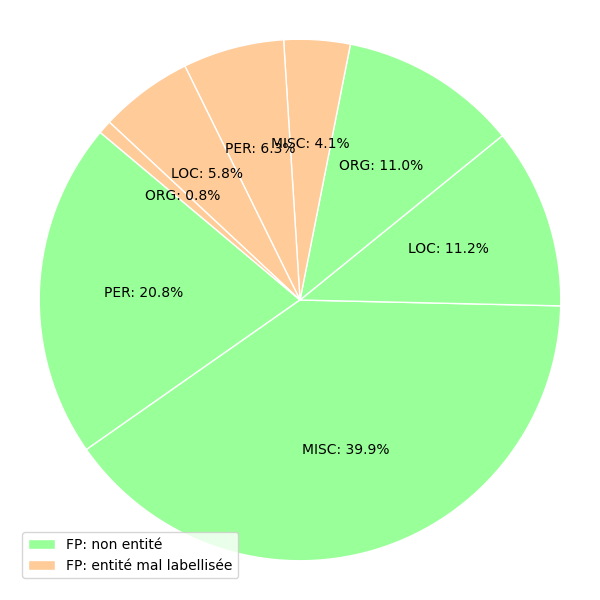 MISC: 4.1%
PER: 6.3%
ORG: 11.0%
LOC: 5.8%
ORG: 0.8%
LOC: 11.2%
PER: 20.8%
MISC: 39.9%
FP: non entité
FP: entité mal labellisée